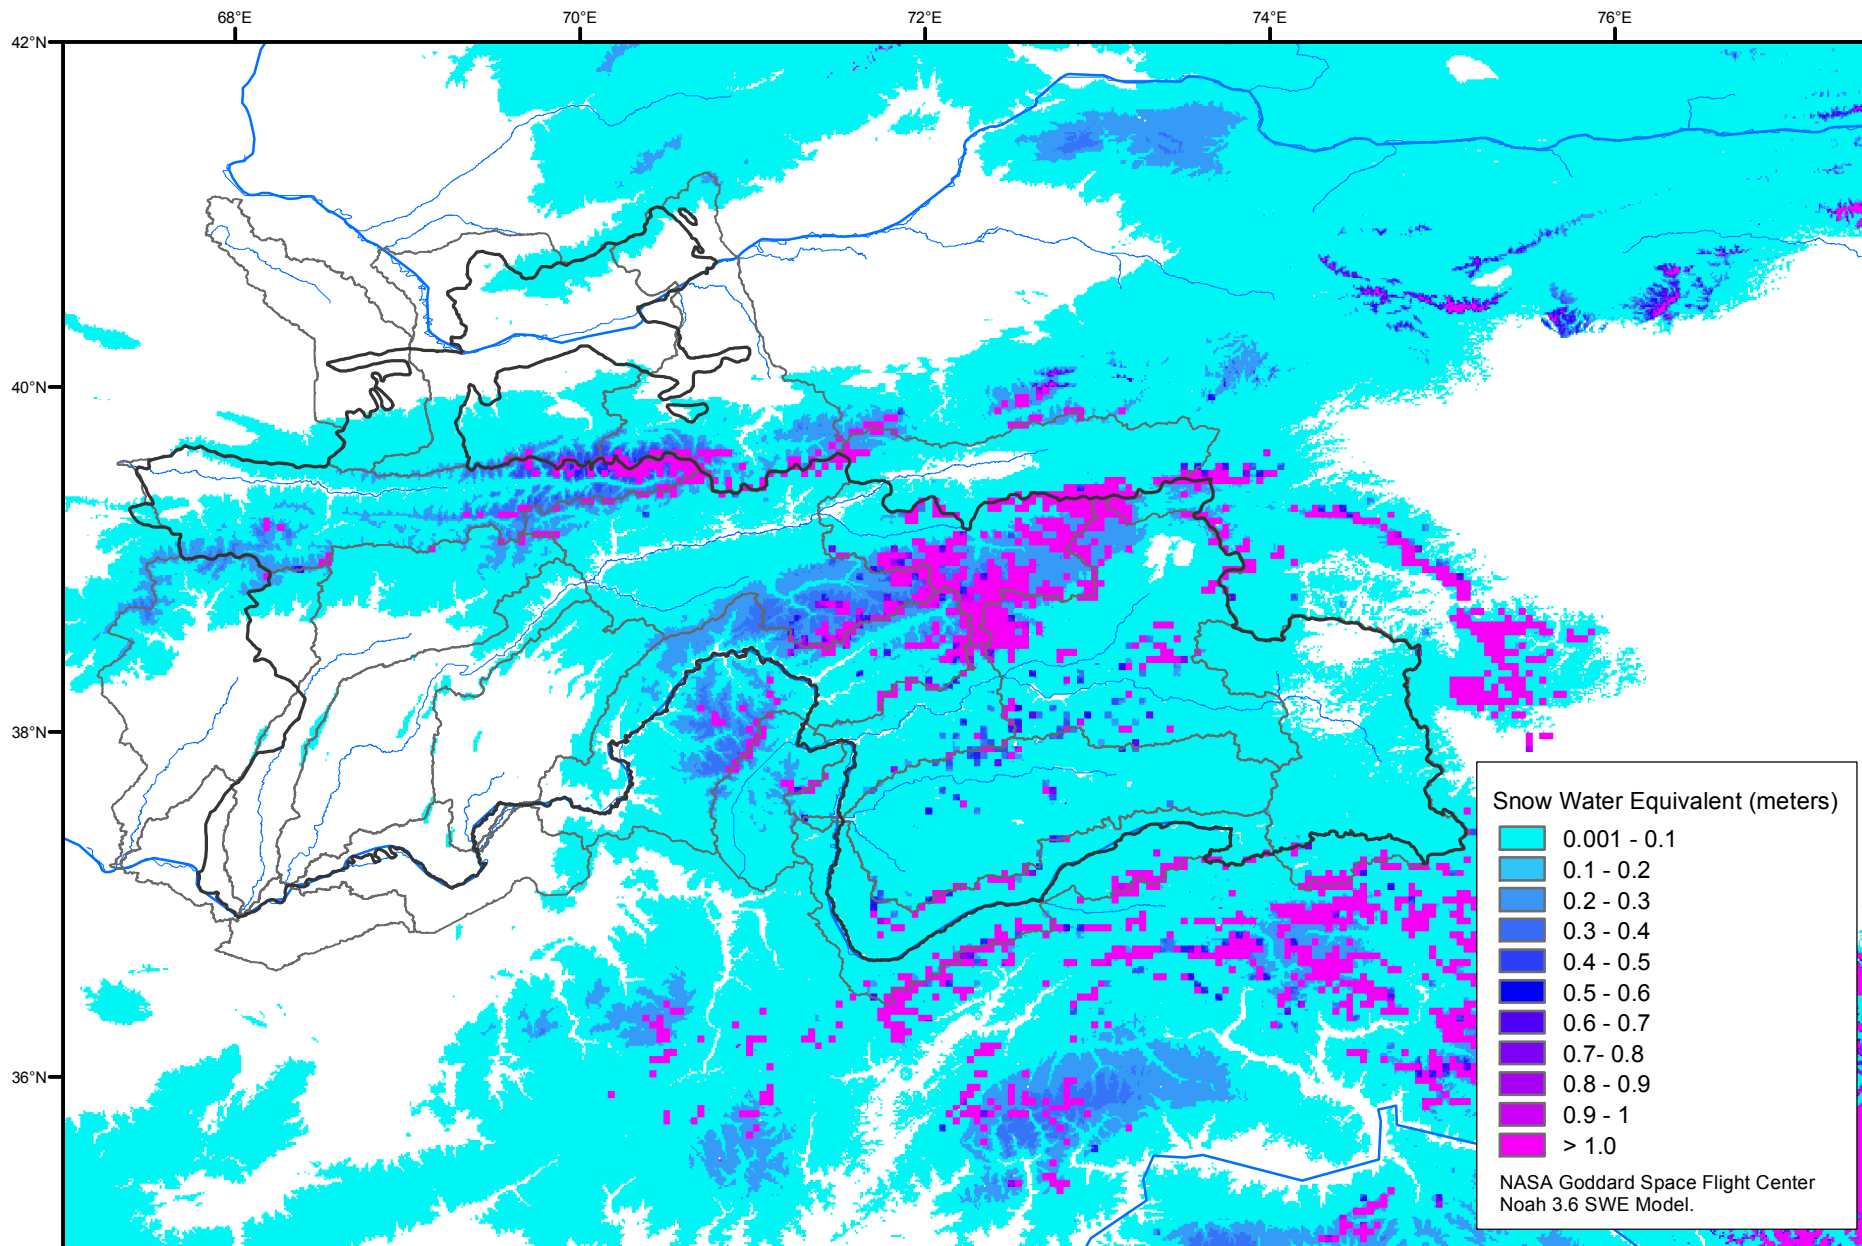 68°E
70°E
72°E
74°E
76°E
42°N
40°N
38°N
36°N
Snow Water Equivalent (meters)
0.001 - 0.1
0.1 - 0.2
0.2 - 0.3
0.3 - 0.4
0.4 - 0.5
0.5 - 0.6
0.6 - 0.7
0.7- 0.8
0.8 - 0.9
0.9 - 1
> 1.0
NASA Goddard Space Flight Center
Noah 3.6 SWE Model.